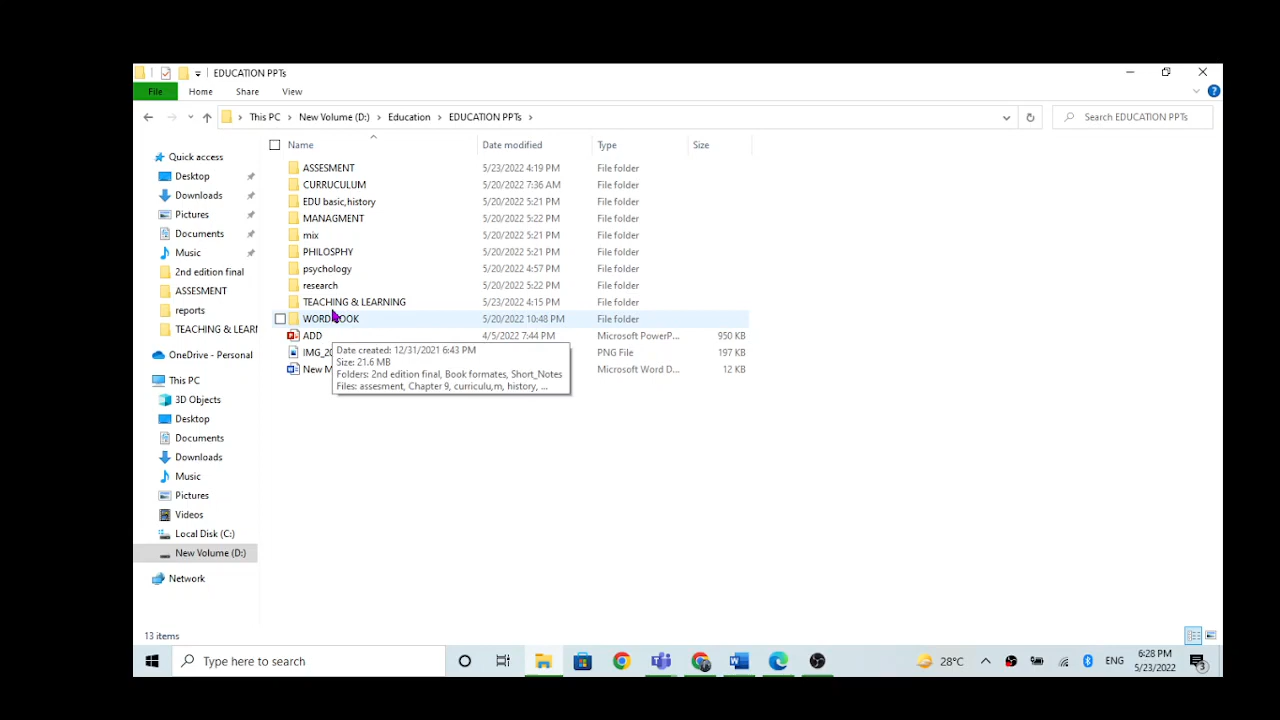 EDUCATION PPTs
File Home Share View
This PC New Volume (D:) Education EDUCATION PPTs Search EDUCATION PPTs
Name Date modified Type Size
Quick access
Desktop
Downloads
Pictures
Documents
Music
2nd edition final
ASSESMENT
reports
TEACHING & LEARI
OneDrive - Personal
This PC
3D Objects
Desktop
Documents
Downloads
Music
Pictures
Videos
Local Disk (C:)
New Volume (D:)
Network
ASSESMENT 5/23/2022 4:19 PM File folder
CURRUCULUM 5/20/2022 7:36 AM File folder
EDU basic,history 5/20/2022 5:21 PM File folder
MANAGMENT 5/20/2022 5:22 PM File folder
mix 5/20/2022 5:21 PM File folder
PHILOSPHY 5/20/2022 5:21 PM File folder
psychology 5/20/2022 4:57 PM File folder
research 5/20/2022 5:22 PM File folder
TEACHING & LEARNING 5/23/2022 4:15 PM File folder
5/20/2022 10:48 PM File folder
ADD 4/5/2022 7:44 PM Microsoft PowerP... 950 KB
IMG_20 PNG File 197 KB
New M Microsoft Word D... 12 KB
Date created: 12/31/2021 6:43 PM
Size: 21.6 MB
Folders: 2nd edition final, Book formates, Short_Notes
Files: assesment, Chapter 9, curriculu,m, history, ...
13 items
Type here to search 28°C ENG 6:28 PM
5/23/2022 3